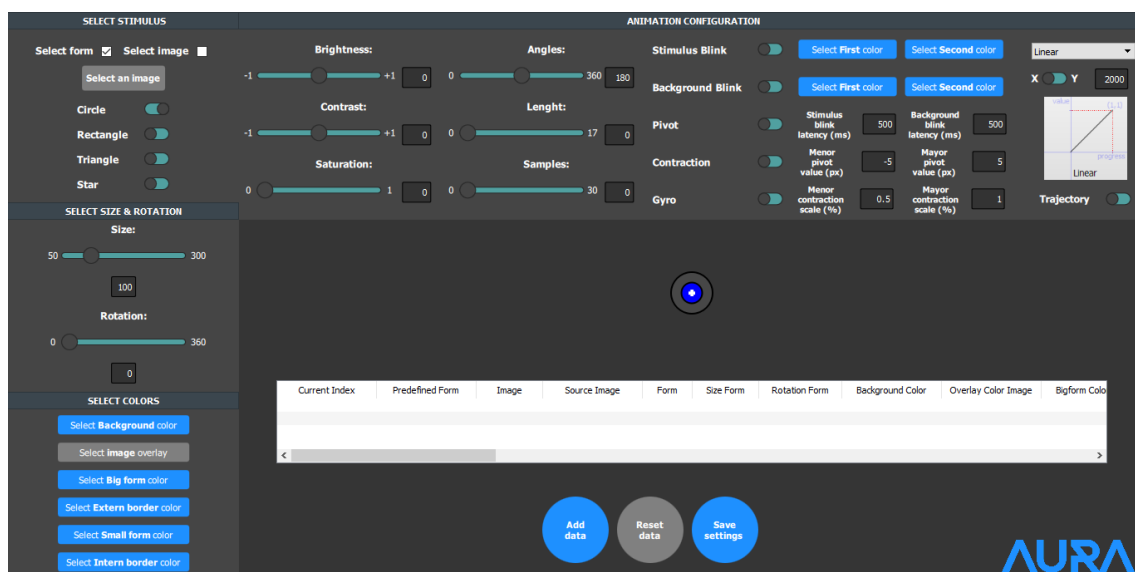 SELECT STIMULUS
Select form Select image
Select an image
Circle
Rectangle
Triangle
Star
SELECT SIZE & ROTATION
Size:
50 300
100
Rotation:
0 360
0
SELECT COLORS
Select Background color
Select image overlay
Select Big form color
Select Extern border color
Select Small form color
Select Intern border color
ANIMATION CONFIGURATION
Brightness:
-1 +1 0
Contrast:
-1 +1 0
Saturation:
0 1 0
Angles:
0 360 180
Lenght:
0 17 0
Samples:
0 30 0
Stimulus Blink Select First color Select Second color
Background Blink Select First color Select Second color
Pivot
Contraction
Gyro
Stimulus
blink
latency (ms)
500
Background
blink
latency (ms)
500
Menor
pivot
value (px)
-5
Mayor
pivot
value (px)
5
Menor
contraction
scale (%)
0.5
Mayor
contraction
scale (%)
1
Linear
X Y 2000
value (1,1)
progress
Linear
Trajectory
Current Index Predefined Form Image Source Image Form Size Form Rotation Form Background Color Overlay Color Image Bigform Colo
Add
data
Reset
data
Save
settings
AURA